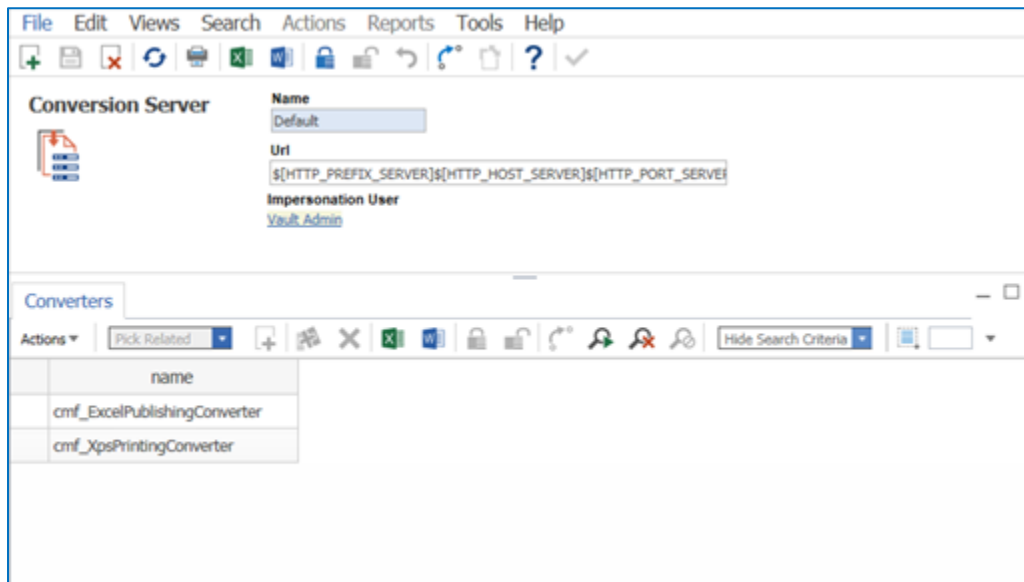 File Edit Views Search Actions Reports Tools Help
Conversion Server
Name
Default
Url
$[HTTP_PREFIX_SERVER]$[HTTP_HOST_SERVER]$[HTTP_PORT_SERVER
Impersonation User
Vault Admin
Converters
Actions Pick Related Hide Search Criteria
name
cmf_ExcelPublishingConverter
cmf_XpsPrintingConverter